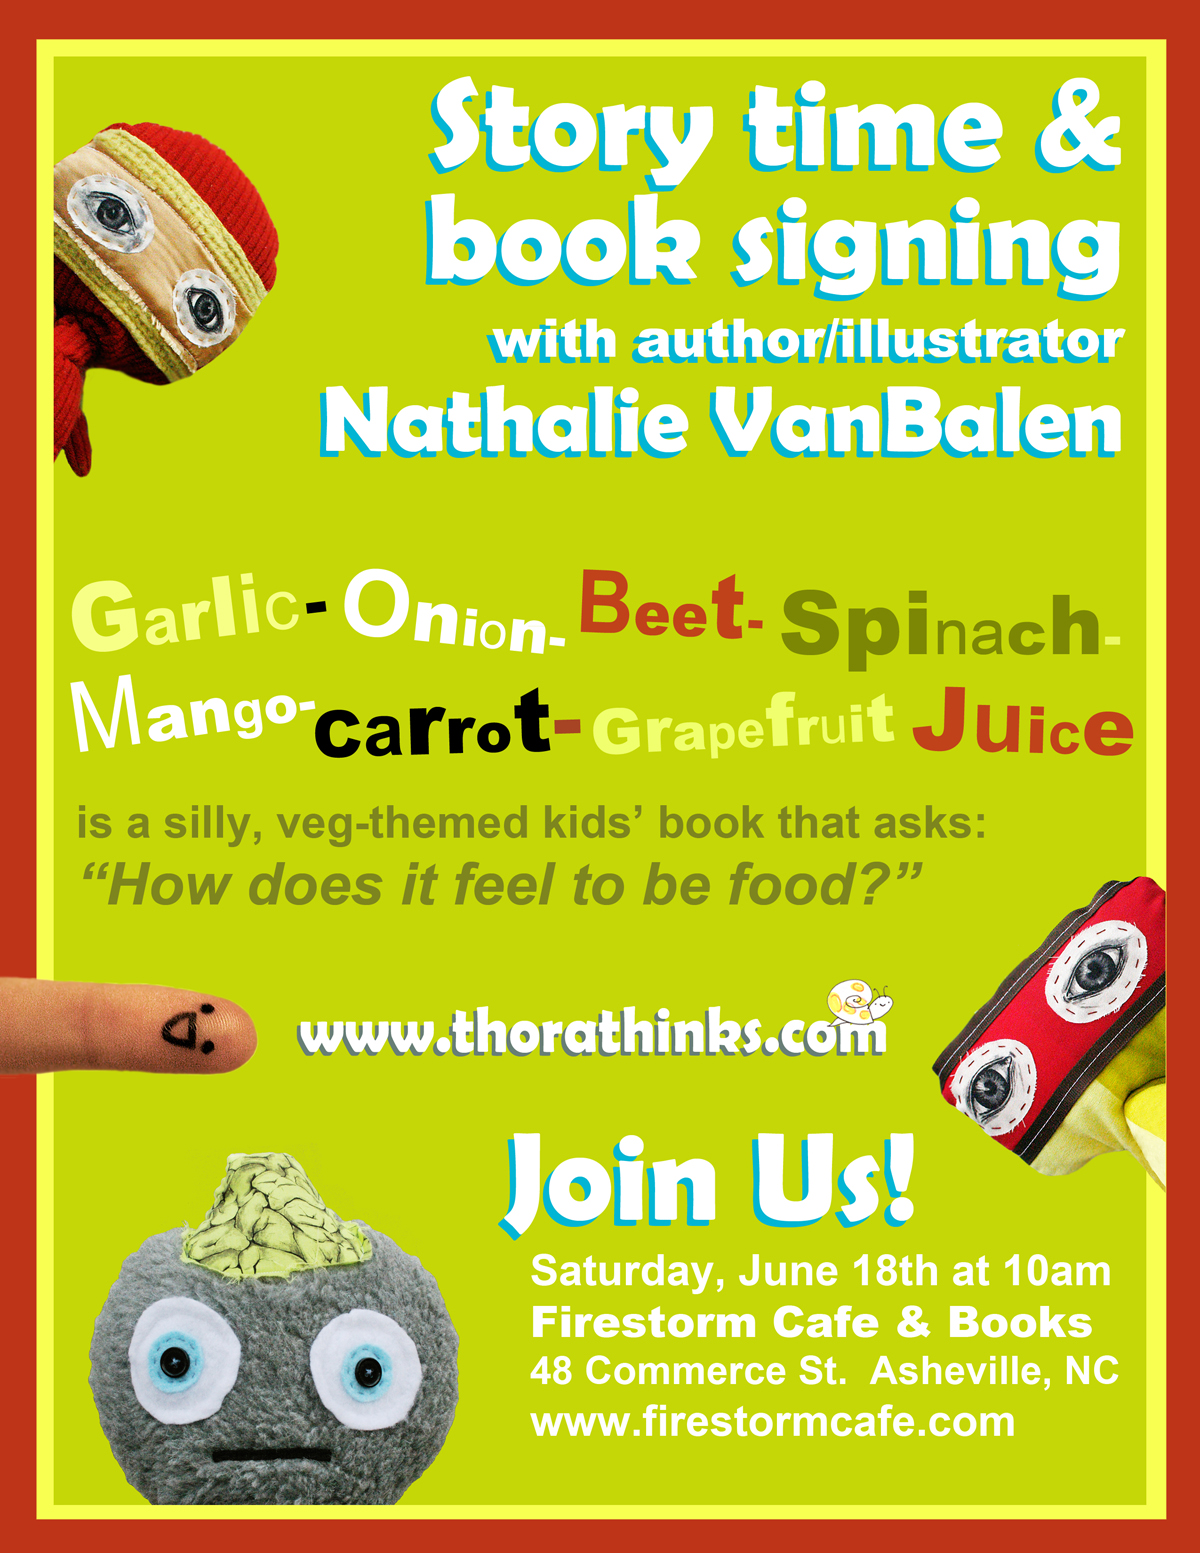 Story time &
book signing
with author/illustrator
Nathalie VanBalen
Garlic-Onion-Beet-Spinach-
Mango-carrot-Grapefruit Juice
is a silly, veg-themed kids’ book that asks:
“How does it feel to be food?”
www.thorathinks.com
Join Us!
Saturday, June 18th at 10am
Firestorm Cafe & Books
48 Commerce St. Asheville, NC
www.firestormcafe.com